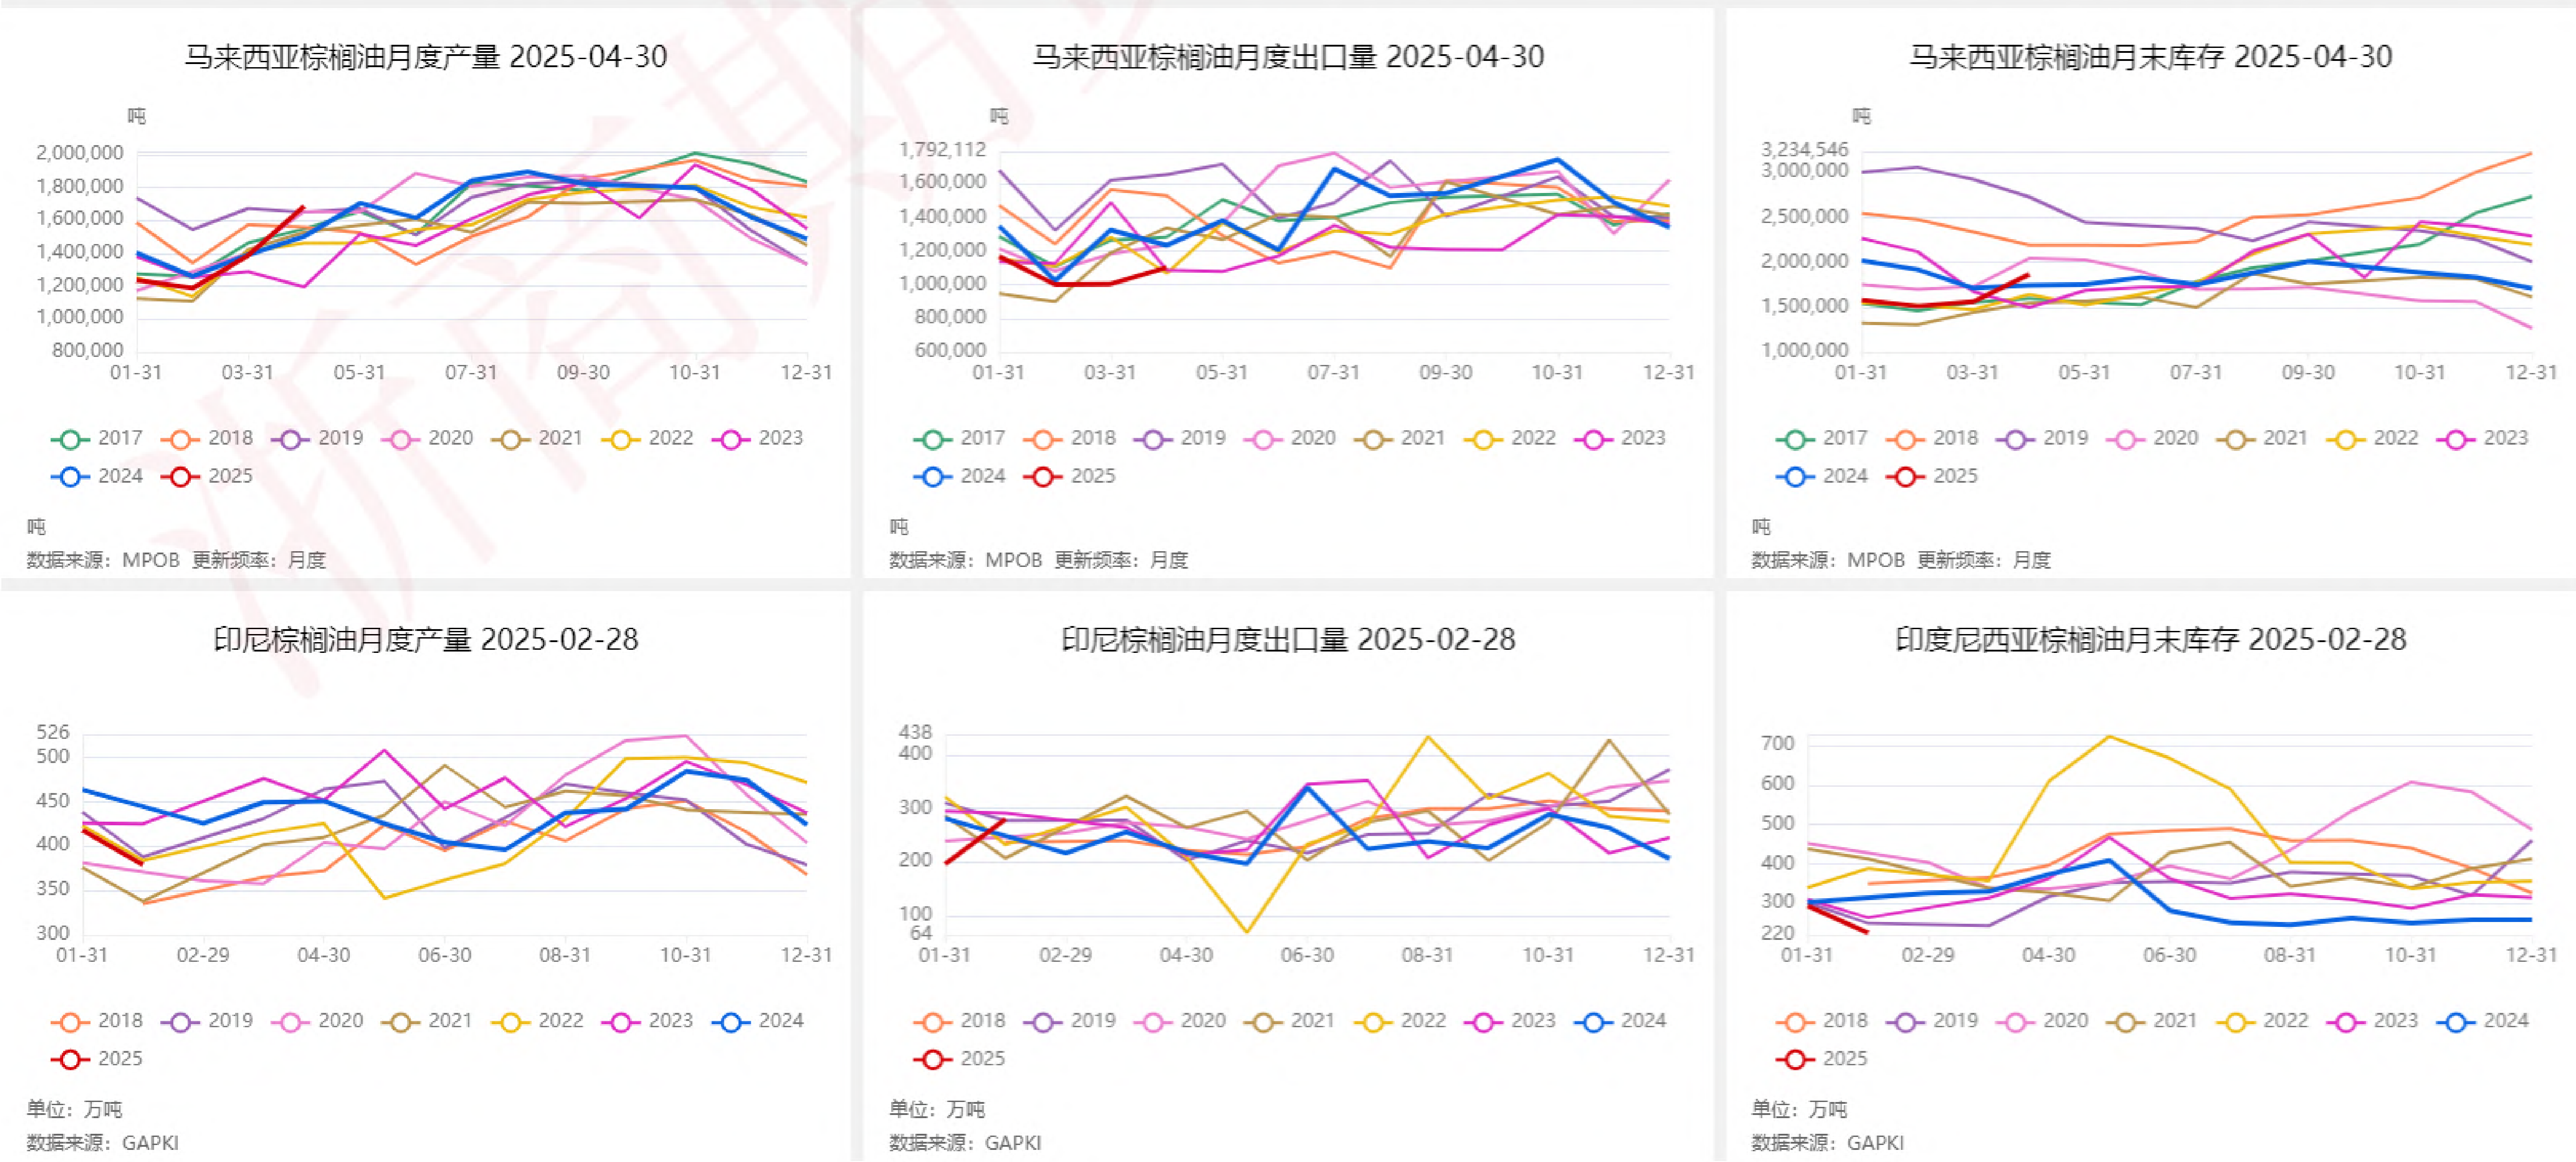 马来西亚棕榈油月度产量 2025-04-30
吨
2,000,000
1,800,000
1,600,000
1,400,000
1,200,000
1,000,000
800,000
01-31 03-31 05-31 07-31 09-30 10-31 12-31
2017 2018 2019 2020 2021 2022 2023
2024 2025
吨
数据来源：MPOB 更新频率：月度
马来西亚棕榈油月度出口量 2025-04-30
吨
1,792,112
1,600,000
1,400,000
1,200,000
1,000,000
800,000
600,000
01-31 03-31 05-31 07-31 09-30 10-31 12-31
2017 2018 2019 2020 2021 2022 2023
2024 2025
吨
数据来源：MPOB 更新频率：月度
马来西亚棕榈油月末库存 2025-04-30
吨
3,234,546
3,000,000
2,500,000
2,000,000
1,500,000
1,000,000
01-31 03-31 05-31 07-31 09-30 10-31 12-31
2017 2018 2019 2020 2021 2022 2023
2024 2025
吨
数据来源：MPOB 更新频率：月度
印尼棕榈油月度产量 2025-02-28
526
500
450
400
350
300
01-31 02-29 04-30 06-30 08-31 10-31 12-31
2018 2019 2020 2021 2022 2023 2024
2025
单位：万吨
数据来源：GAPKI
印尼棕榈油月度出口量 2025-02-28
438
400
300
200
100
64
01-31 02-29 04-30 06-30 08-31 10-31 12-31
2018 2019 2020 2021 2022 2023 2024
2025
单位：万吨
数据来源：GAPKI
印度尼西亚棕榈油月末库存 2025-02-28
700
600
500
400
300
220
01-31 02-29 04-30 06-30 08-31 10-31 12-31
2018 2019 2020 2021 2022 2023 2024
2025
单位：万吨
数据来源：GAPKI
浙商期